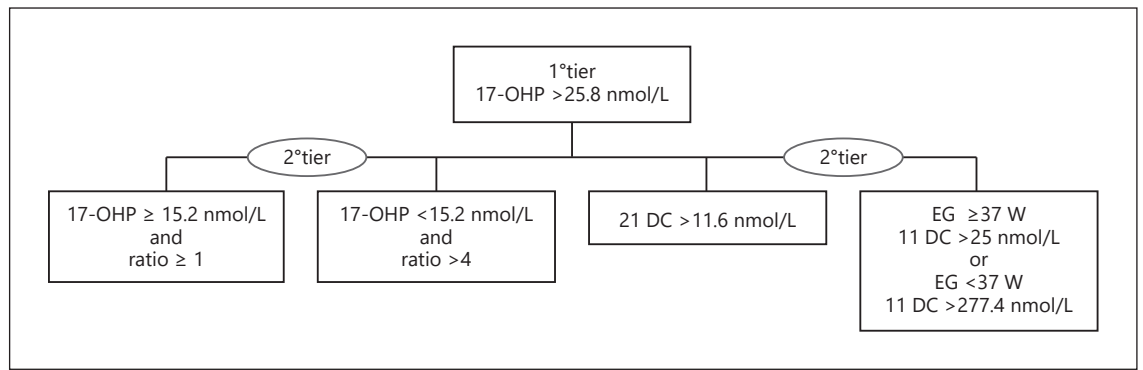 1°tier
17-OHP >25.8 nmol/L
2°tier
2°tier
17-OHP ≥ 15.2 nmol/L
and
ratio ≥ 1
17-OHP <15.2 nmol/L
and
ratio >4
21 DC >11.6 nmol/L
EG ≥37 W
11 DC >25 nmol/L
or
EG <37 W
11 DC >277.4 nmol/L